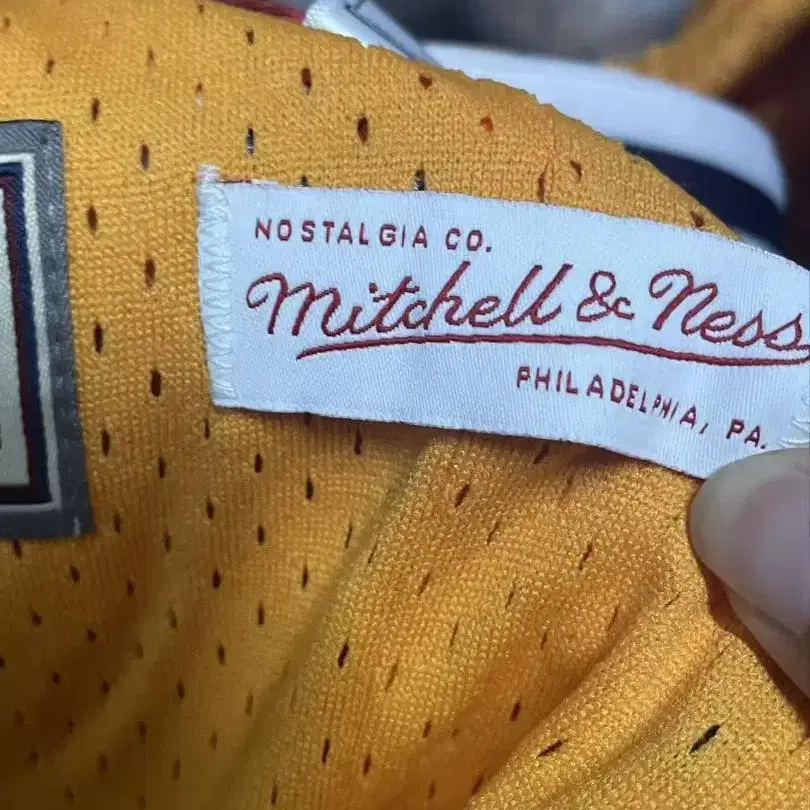 NOSTALGIA CO.
Mitchell & Ness
PHILADELPHIA, PA.